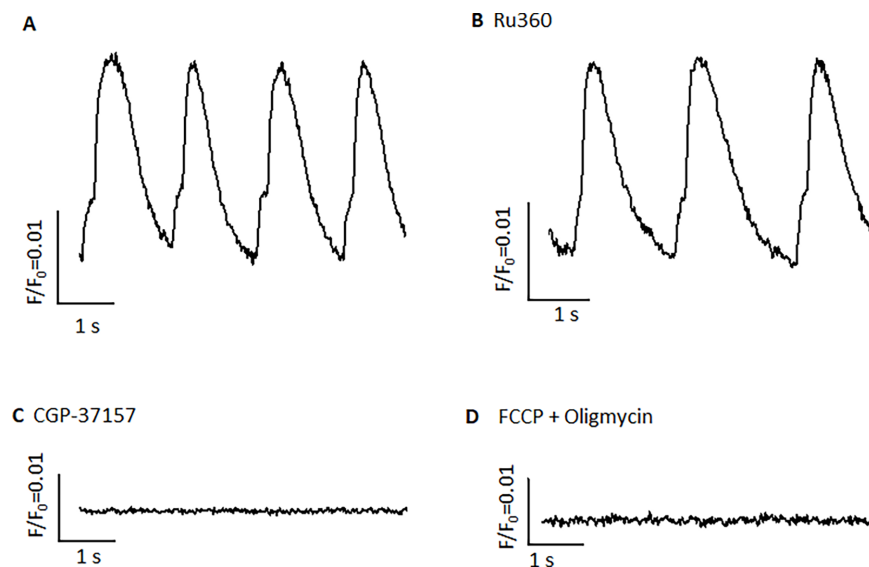 A
B Ru360
F/F₀=0.01
1 s
F/F₀=0.01
1 s
C CGP-37157
D FCCP + Oligmycin
F/F₀=0.01
1 s
F/F₀=0.01
1 s